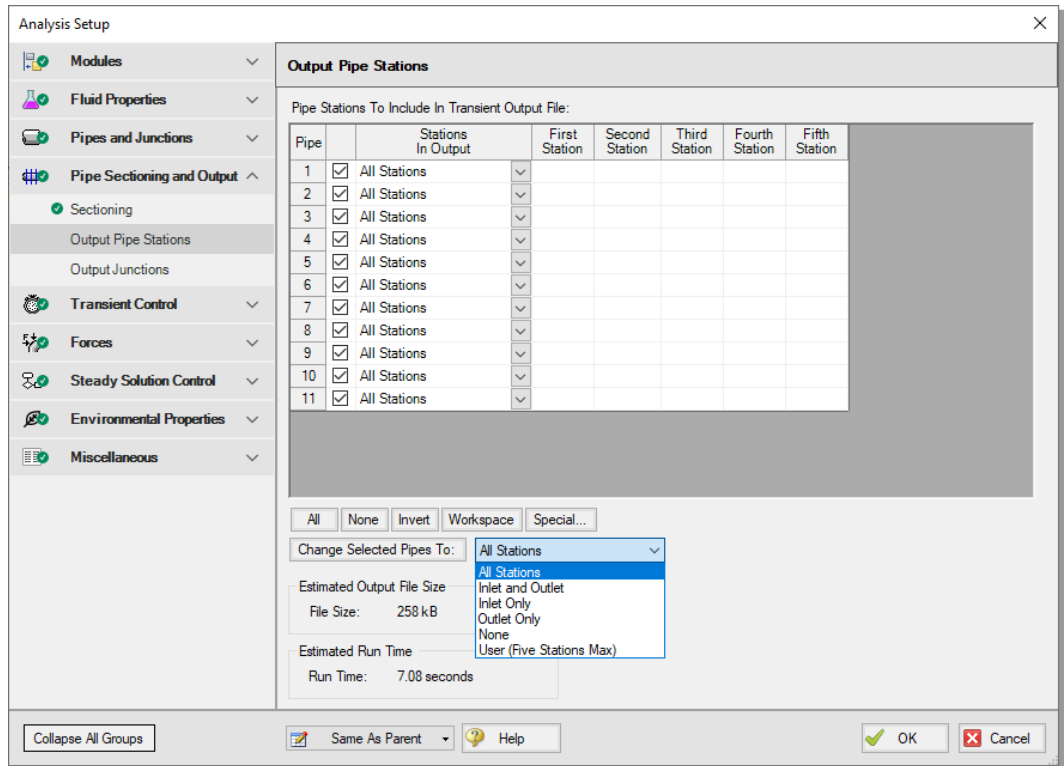 Analysis Setup
Modules
Fluid Properties
Pipes and Junctions
Pipe Sectioning and Output
Sectioning
Output Pipe Stations
Output Junctions
Transient Control
Forces
Steady Solution Control
Environmental Properties
Miscellaneous
Output Pipe Stations
Pipe Stations To Include In Transient Output File:
Pipe Stations In Output First Station Second Station Third Station Fourth Station Fifth Station
1 All Stations
2 All Stations
3 All Stations
4 All Stations
5 All Stations
6 All Stations
7 All Stations
8 All Stations
9 All Stations
10 All Stations
11 All Stations
All None Invert Workspace Special...
Change Selected Pipes To: All Stations
All Stations
Inlet and Outlet
Inlet Only
Outlet Only
None
User (Five Stations Max)
Estimated Output File Size
File Size: 258 kB
Estimated Run Time
Run Time: 7.08 seconds
Collapse All Groups Same As Parent Help OK Cancel